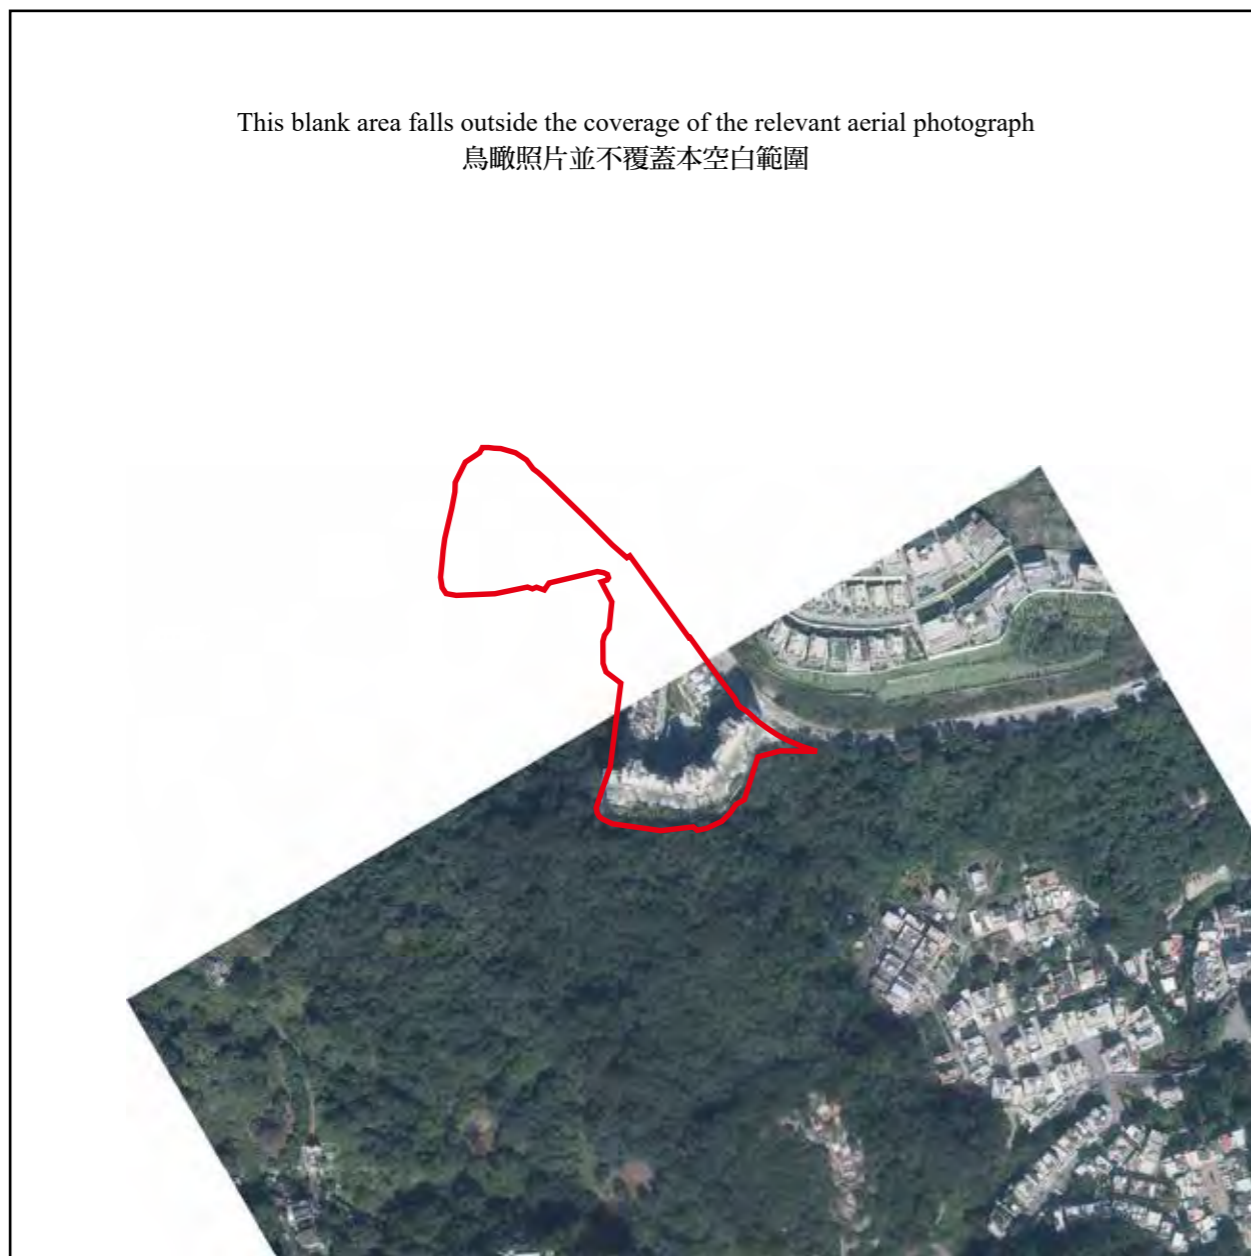 This blank area falls outside the coverage of the relevant aerial photograph
鳥瞰照片並不覆蓋本空白範圍